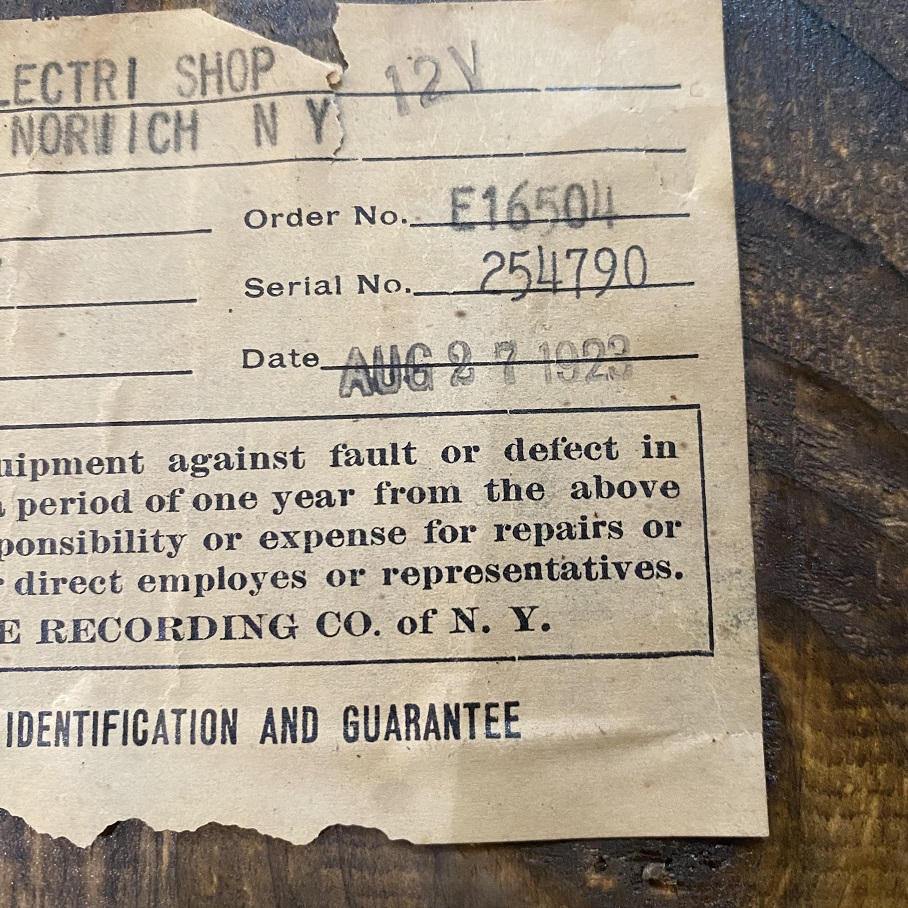 LECTRI SHOP 12V
NORWICH N Y
Order No. E16504
Serial No. 254790
Date AUG 27 1923
uipment against fault or defect in
a period of one year from the above
ponsibility or expense for repairs or
r direct employes or representatives.
E RECORDING CO. of N. Y.
IDENTIFICATION AND GUARANTEE